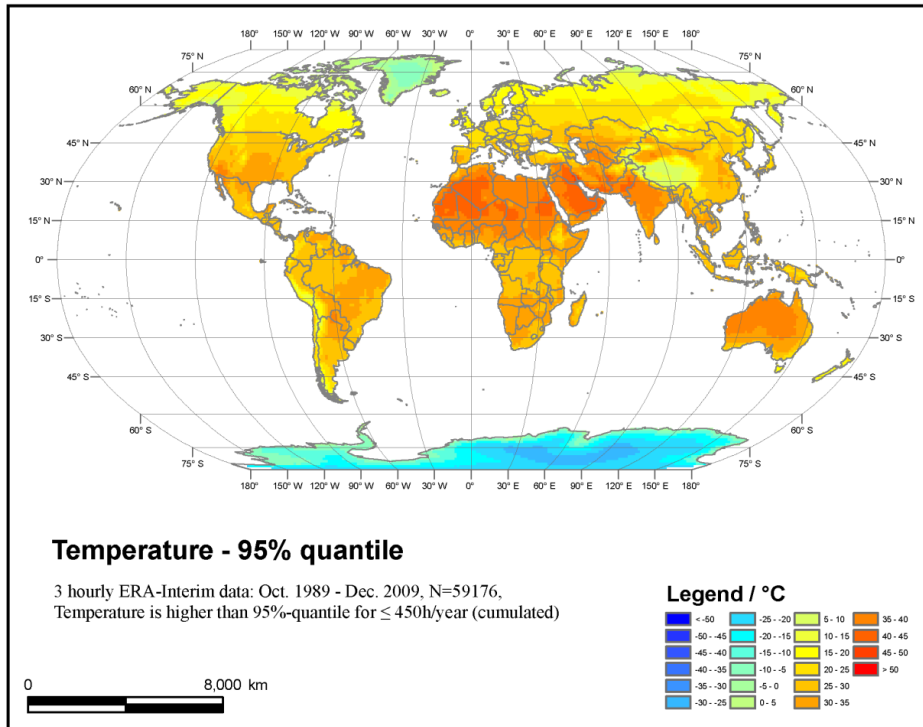 180° 150° W 120° W 90° W 60° W 30° W 0° 30° E 60° E 90° E 120° E 150° E 180°
75° N 75° N
60° N 60° N
45° N 45° N
30° N 30° N
15° N 15° N
0° 0°
15° S 15° S
30° S 30° S
45° S 45° S
60° S 60° S
75° S 75° S
180° 150° W 120° W 90° W 60° W 30° W 0° 30° E 60° E 90° E 120° E 150° E 180°
Temperature - 95% quantile
3 hourly ERA-Interim data: Oct. 1989 - Dec. 2009, N=59176,
Temperature is higher than 95%-quantile for ≤ 450h/year (cumulated)
0 8,000 km
Legend / °C
< -50 -25 - -20 5 - 10 35 - 40
-50 - -45 -20 - -15 10 - 15 40 - 45
-45 - -40 -15 - -10 15 - 20 45 - 50
-40 - -35 -10 - -5 20 - 25 > 50
-35 - -30 -5 - 0 25 - 30
-30 - -25 0 - 5 30 - 35